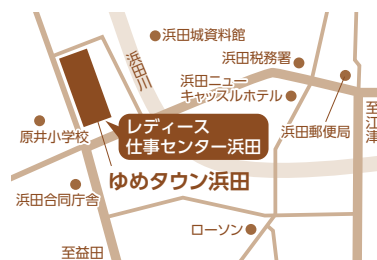 浜田城資料館
浜田川
浜田税務署
浜田ニュー
キャッスルホテル
至江津
レディース
仕事センター浜田
浜田郵便局
原井小学校
ゆめタウン浜田
浜田合同庁舎
ローソン
至益田